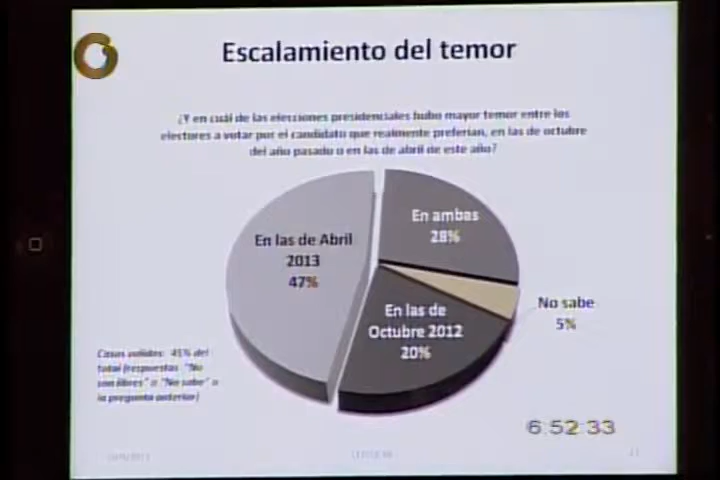 Escalamiento del temor
¿Y en cuál de las elecciones presidenciales hubo mayor temor entre los
electores a votar por el candidato que realmente preferían, en las de octubre
del año pasado o en las de abril de este año?
En ambas
28%
En las de Abril
2013
47%
No sabe
5%
En las de
Octubre 2012
20%
Casos validos: 45% del
total (respuestas "No
son libres" o "No sabe" a
la pregunta anterior)
6:52:33